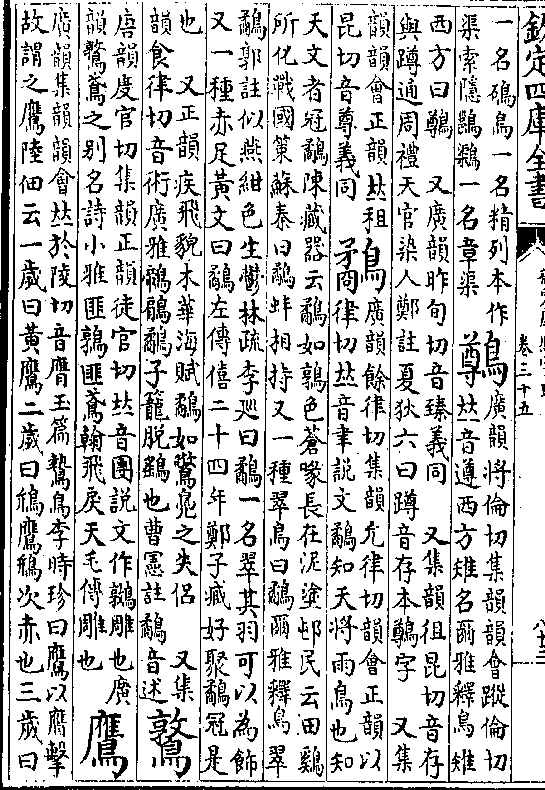 欽定四庫全書
卷三十五
一名鴰鳥一名精列本作
渠索隱鷄鸈一名章渠
鷷
廣韻將倫切集韻韻會蹤倫切
𠀤音遵西方雉名爾雅釋鳥雉
西方曰鷷　又廣韻昨旬切音臻義同　又集韻徂昆切音存
與蹲通周禮天官染人鄭註夏狄六曰蹲音存本鷷字　又集
韻韻會正韻𠀤租
昆切音尊義同
鷸
廣韻餘律切集韻允律切韻會正韻以
律切𠀤音聿說文鷸知天將雨鳥也知
天文者冠鷸陳藏器云鷸如鶉色蒼喙長在泥塗邨民云田鷄
所化戰國策蘇秦曰鷸蚌相持又一種翠鳥曰鷸爾雅釋鳥翠
鷸郭註似燕紺色生鬱林疏李巡曰鷸一名翠其羽可以為飾
又一種赤足黃文曰鷸左傳僖二十四年鄭子臧好聚鷸冠是
也　又正韻疾飛貌木華海賦鷸如驚鳧之失侶　又集
韻食律切音術廣雅鷸子籠脫鷂也曹憲註鷸音述
鷻
唐韻度官切集韻正韻徒官切𠀤音團說文作鷻雕也廣
韻鷙鳶之别名詩小雅匪鶉匪鳶翰飛戾天毛傳雕也
鷹
廣韻集韻韻會𠀤於陵切音膺玉篇鷙鳥李時珍曰鷹以膺擊
故謂之鷹陸佃云一歲曰黃鷹二歲曰鴘鷹鴘次赤也三歲曰